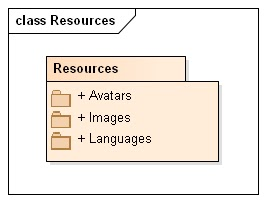 class Resources
Resources
+ Avatars
+ Images
+ Languages